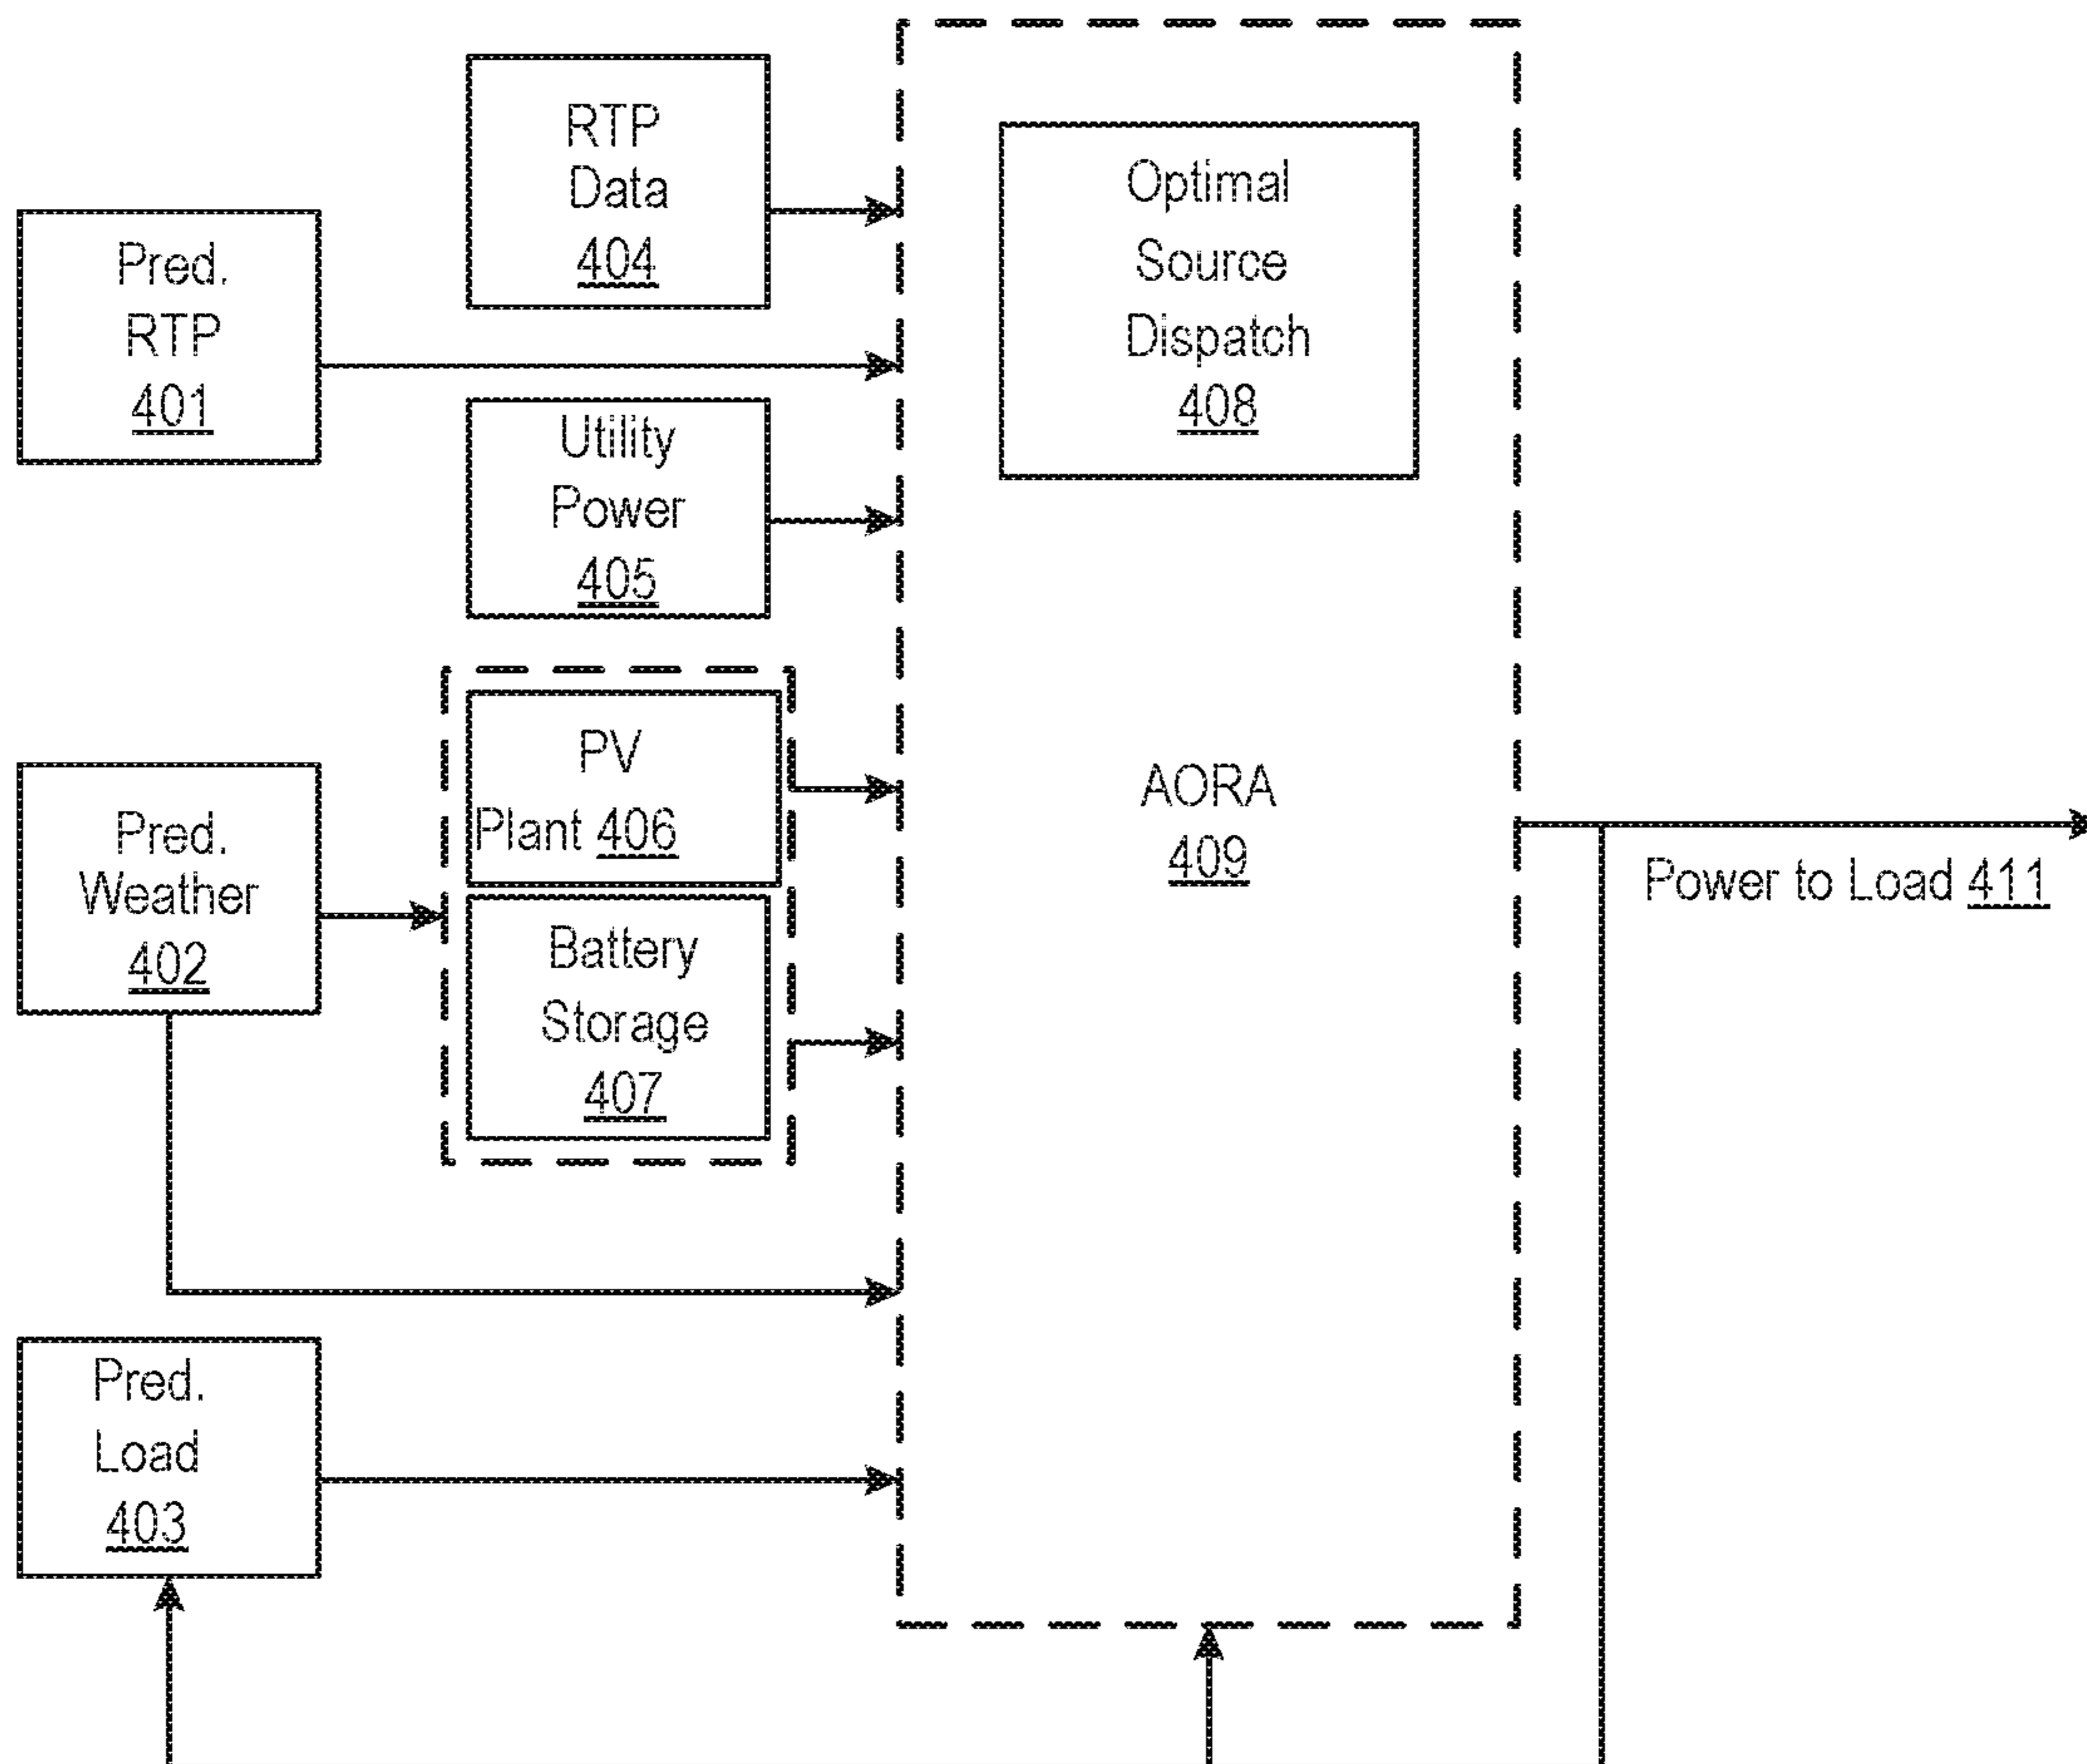 RTP
Data
404
Pred.
RTP
401
Utility
Power
405
PV
Plant 406
Pred.
Weather
402
Battery
Storage
407
Pred.
Load
403
Optimal
Source
Dispatch
408
AORA
409
Power to Load 411